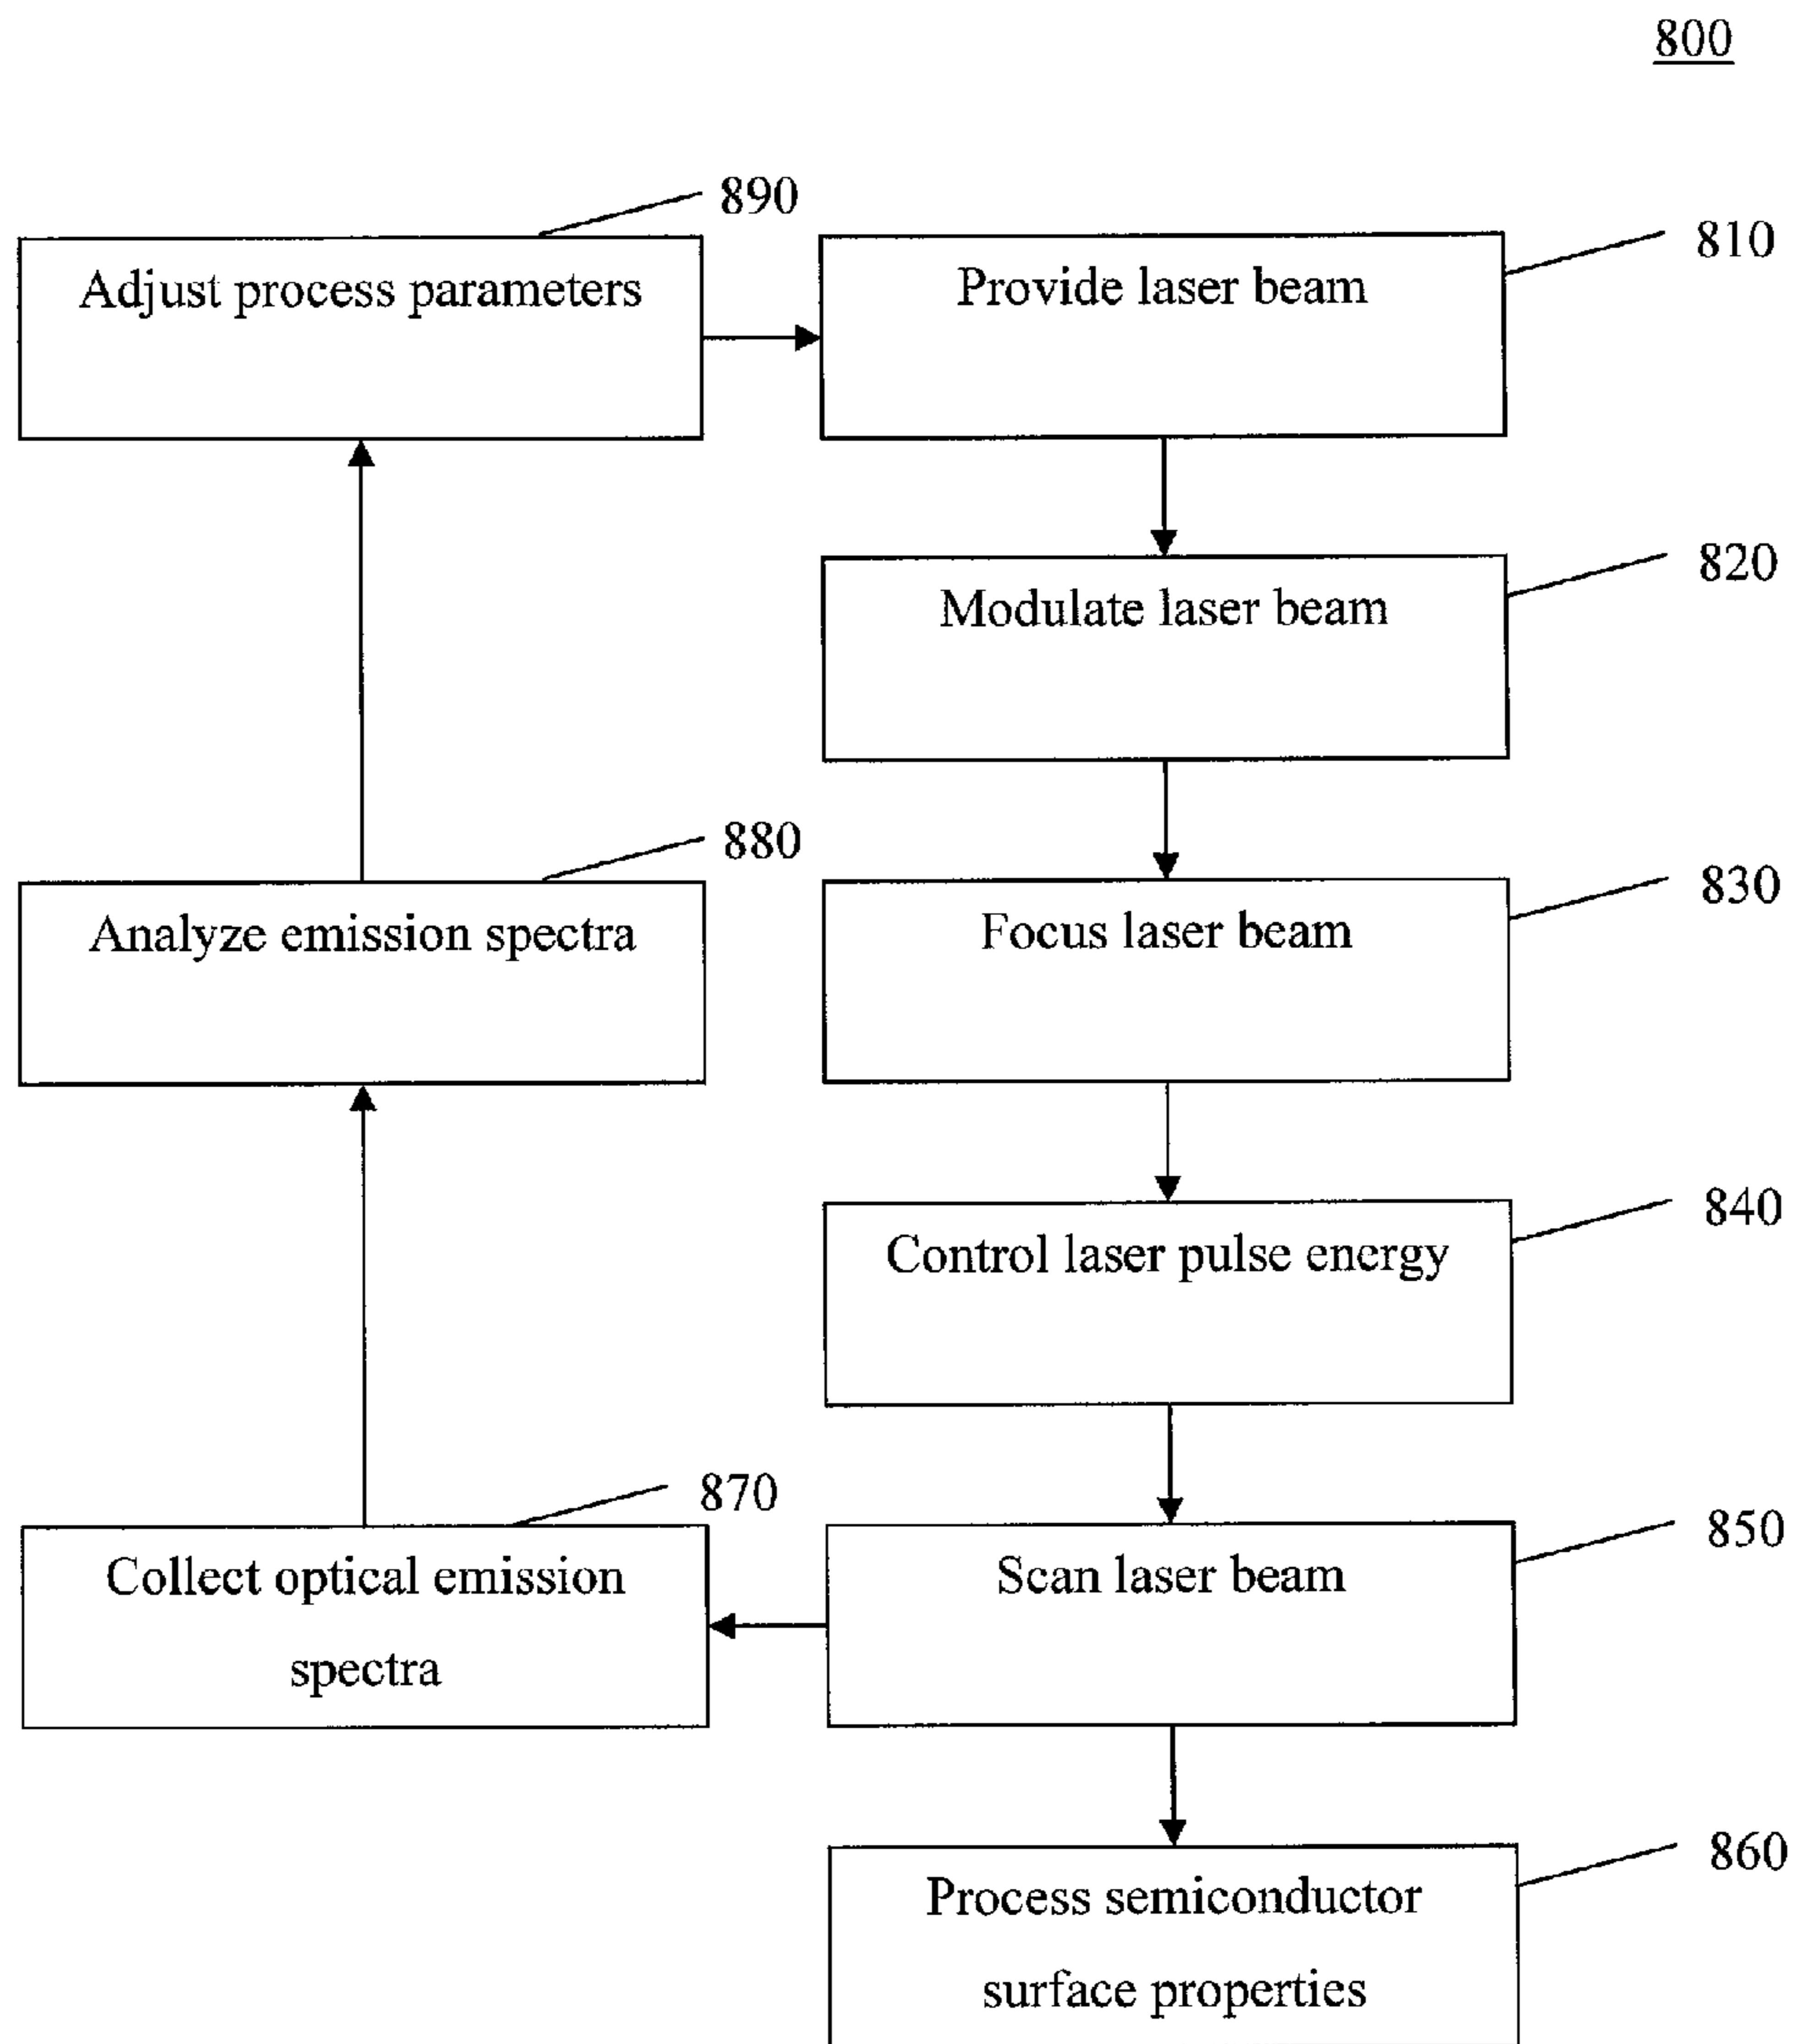 800
890
Adjust process parameters
810
Provide laser beam
820
Modulate laser beam
880
Analyze emission spectra
830
Focus laser beam
840
Control laser pulse energy
870
Collect optical emission
spectra
850
Scan laser beam
860
Process semiconductor
surface properties